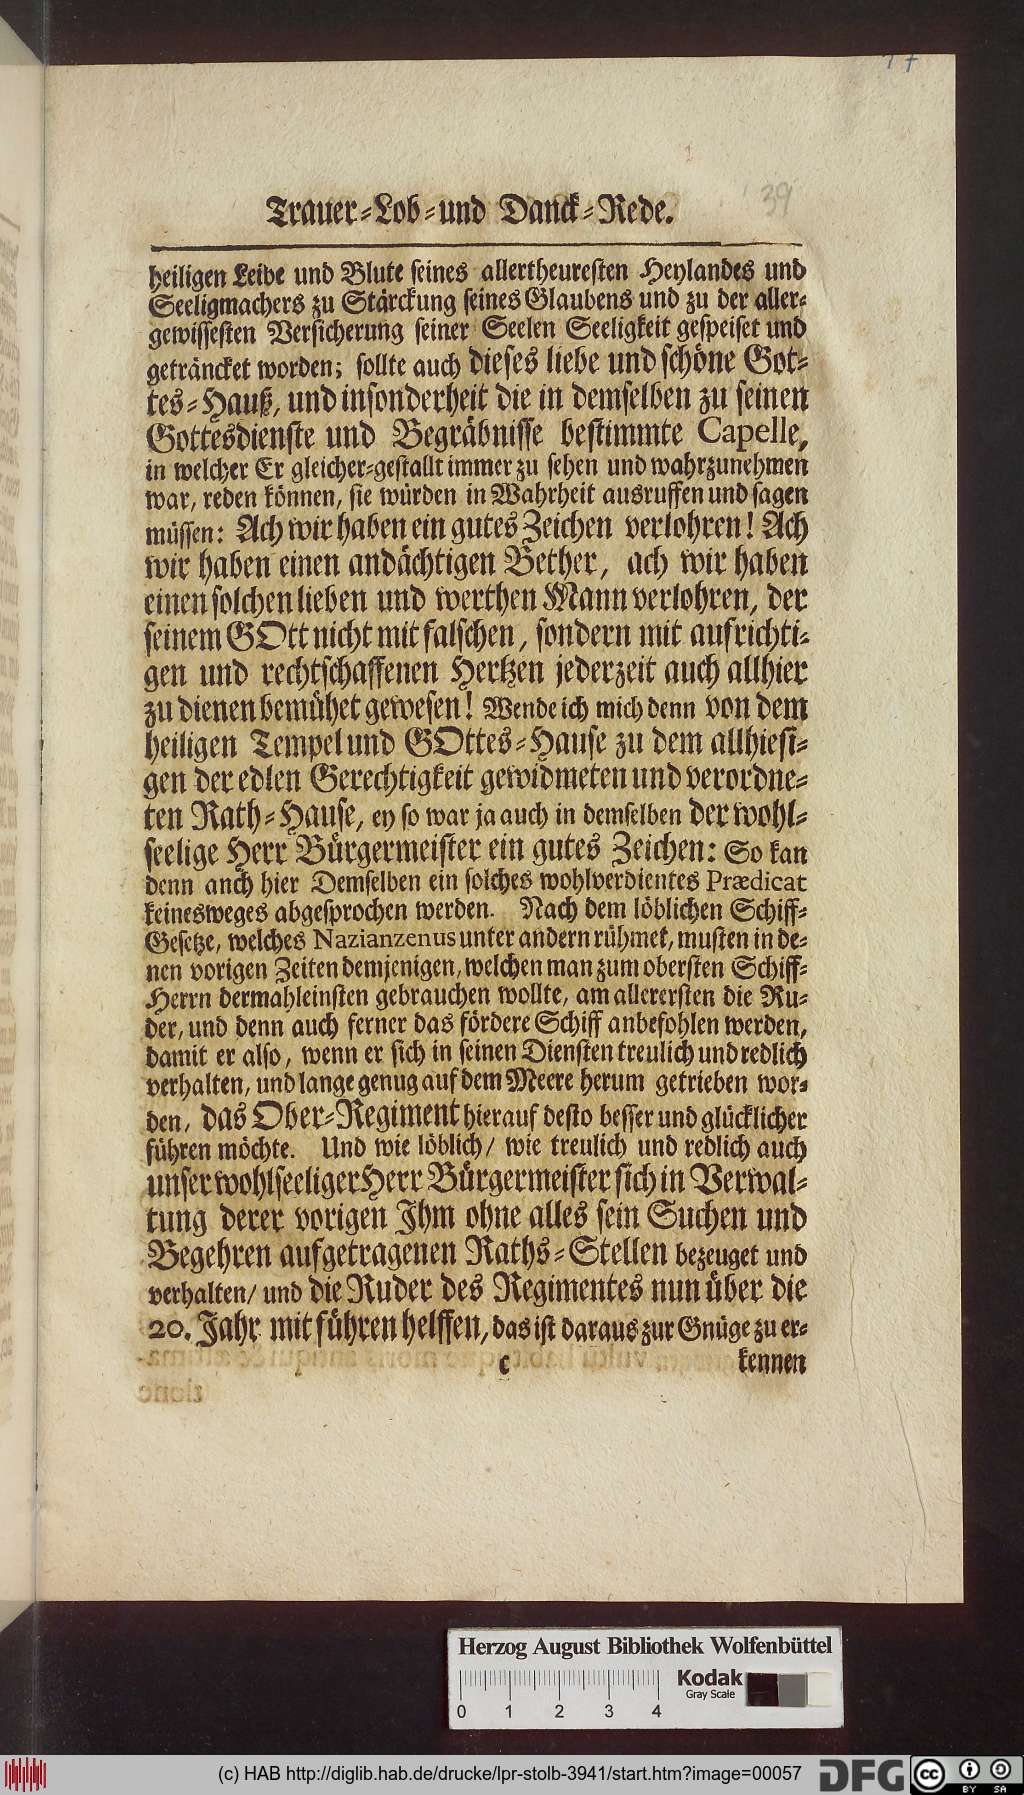 17
39
Trauer-Lob-und Danck-Rede.
heiligen Leibe und Blute seines allertheuresten Heylandes und
Seeligmachers zu Stärckung seines Glaubens und zu der aller-
gewissesten Versicherung seiner Seelen Seeligkeit gespeiset und
geträncket worden; sollte auch dieses liebe und schöne Got-
tes-Hauß, und insonderheit die in demselben zu seinen
Gottesdienste und Begräbnisse bestimmte Capelle,
in welcher Er gleicher-gestallt immer zu sehen und wahrzunehmen
war, reden können, sie würden in Wahrheit ausruffen und sagen
müssen: Ach wir haben ein gutes Zeichen verlohren! Ach
wir haben einen andächtigen Bether, ach wir haben
einen solchen lieben und werthen Mann verlohren, der
seinem GOtt nicht mit falschen, sondern mit aufrichti-
gen und rechtschaffenen Hertzen jederzeit auch allhier
zu dienen bemühet gewesen! Wende ich mich denn von dem
heiligen Tempel und GOttes-Hause zu dem allhiesi-
gen der edlen Gerechtigkeit gewidmeten und verordne-
ten Rath-Hause, ey so war ja auch in demselben der wohl-
seelige Herr Bürgermeister ein gutes Zeichen: So kan
denn anch hier Demselben ein solches wohlverdientes Prædicat
keinesweges abgesprochen werden. Nach dem löblichen Schiff-
Gesetze, welches Nazianzenus unter andern rühmet, musten in de-
nen vorigen Zeiten demjenigen, welchen man zum obersten Schiff-
Herrn dermahleinsten gebrauchen wollte, am allerersten die Ru-
der, und denn auch ferner das fördere Schiff anbefohlen werden,
damit er also, wenn er sich in seinen Diensten treulich und redlich
verhalten, und lange genug auf dem Meere herum getrieben wor-
den, das Ober-Regiment hierauf desto besser und glücklicher
führen möchte. Und wie löblich/ wie treulich und redlich auch
unser wohlseeliger Herr Bürgermeister sich in Verwal-
tung derer vorigen Ihm ohne alles sein Suchen und
Begehren aufgetragenen Raths-Stellen bezeuget und
verhalten/ und die Ruder des Regimentes nun über die
20. Jahr mit führen helffen, das ist daraus zur Gnüge zu er-
c kennen
Herzog August Bibliothek Wolfenbüttel
Kodak
Gray Scale
0 1 2 3 4
(c) HAB http://diglib.hab.de/drucke/lpr-stolb-3941/start.htm?image=00057
DFG
cc BY SA